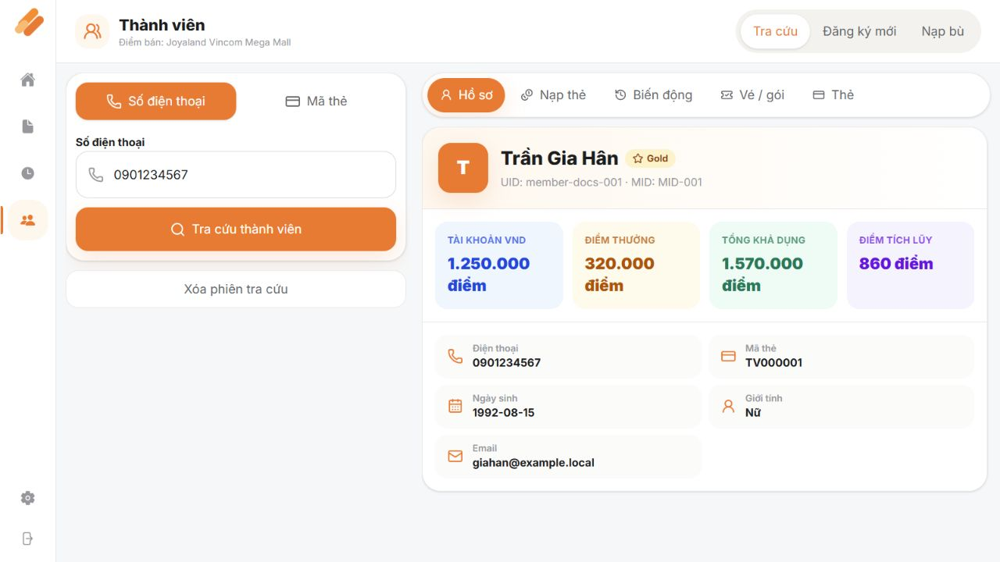 Thành viên
Điểm bán: Joyaland Vincom Mega Mall
Tra cứu
Đăng ký mới
Nạp bù
Số điện thoại
Mã thẻ
Số điện thoại
0901234567
Tra cứu thành viên
Xóa phiên tra cứu
Hồ sơ
Nạp thẻ
Biến động
Vé / gói
Thẻ
T
Trần Gia Hân
Gold
UID: member-docs-001 · MID: MID-001
TÀI KHOẢN VND
1.250.000
điểm
ĐIỂM THƯỞNG
320.000
điểm
TỔNG KHẢ DỤNG
1.570.000
điểm
ĐIỂM TÍCH LŨY
860 điểm
Điện thoại
0901234567
Mã thẻ
TV000001
Ngày sinh
1992-08-15
Giới tính
Nữ
Email
giahan@example.local